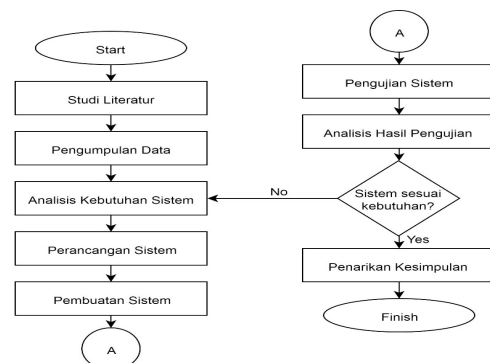 Start
Studi Literatur
Pengumpulan Data
Analisis Kebutuhan Sistem
Perancangan Sistem
Pembuatan Sistem
A
A
Pengujian Sistem
Analisis Hasil Pengujian
Sistem sesuai
kebutuhan?
No
Yes
Penarikan Kesimpulan
Finish